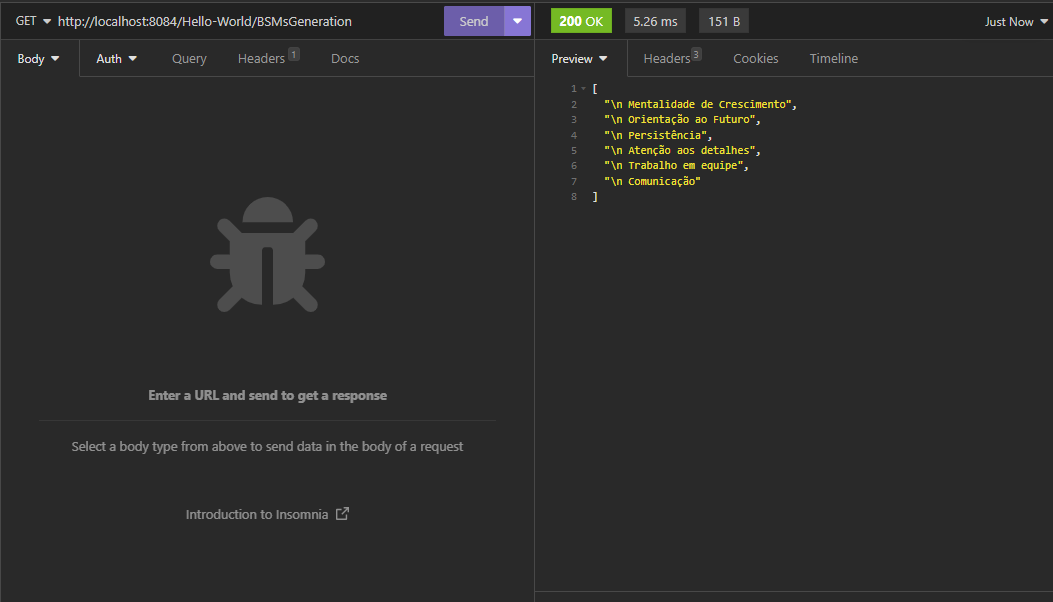 GET http://localhost:8084/Hello-World/BSMsGeneration Send
Body Auth Query Headers 1 Docs
Enter a URL and send to get a response
Select a body type from above to send data in the body of a request
Introduction to Insomnia
200 OK 5.26 ms 151 B Just Now
Preview Headers 3 Cookies Timeline
1 [
2 "\n Mentalidade de Crescimento",
3 "\n Orientação ao Futuro",
4 "\n Persistência",
5 "\n Atenção aos detalhes",
6 "\n Trabalho em equipe",
7 "\n Comunicação"
8 ]